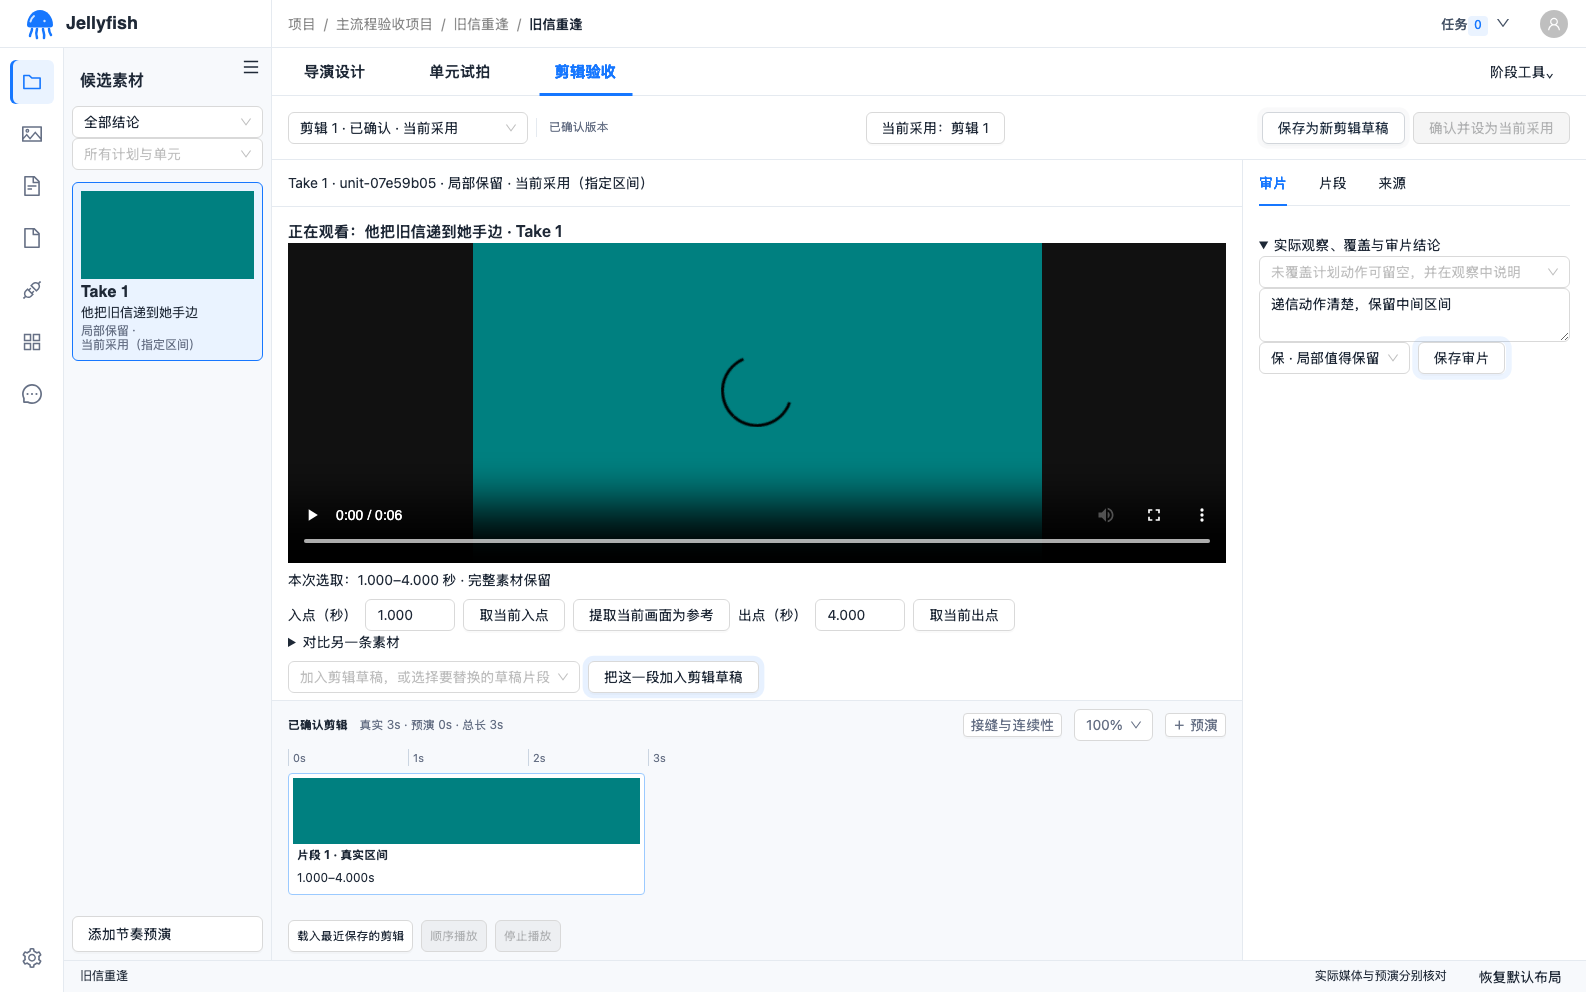 Jellyfish
项目 / 主流程验收项目 / 旧信重逢 / 旧信重逢
任务 0
候选素材
全部结论
所有计划与单元
Take 1
他把旧信递到她手边
局部保留 ·
当前采用（指定区间）
添加节奏预演
导演设计
单元试拍
剪辑验收
阶段工具
剪辑 1 · 已确认 · 当前采用
已确认版本
当前采用：剪辑 1
保存为新剪辑草稿
确认并设为当前采用
Take 1 · unit-07e59b05 · 局部保留 · 当前采用（指定区间）
正在观看：他把旧信递到她手边 · Take 1
0:00 / 0:06
本次选取：1.000–4.000 秒 · 完整素材保留
入点（秒） 1.000 取当前入点 提取当前画面为参考 出点（秒） 4.000 取当前出点
对比另一条素材
加入剪辑草稿，或选择要替换的草稿片段 把这一段加入剪辑草稿
已确认剪辑 真实 3s · 预演 0s · 总长 3s
接缝与连续性 100% + 预演
0s 1s 2s 3s
片段 1 · 真实区间
1.000–4.000s
载入最近保存的剪辑 顺序播放 停止播放
审片 片段 来源
实际观察、覆盖与审片结论
未覆盖计划动作可留空，并在观察中说明
递信动作清楚，保留中间区间
保 · 局部值得保留 保存审片
旧信重逢
实际媒体与预演分别核对
恢复默认布局